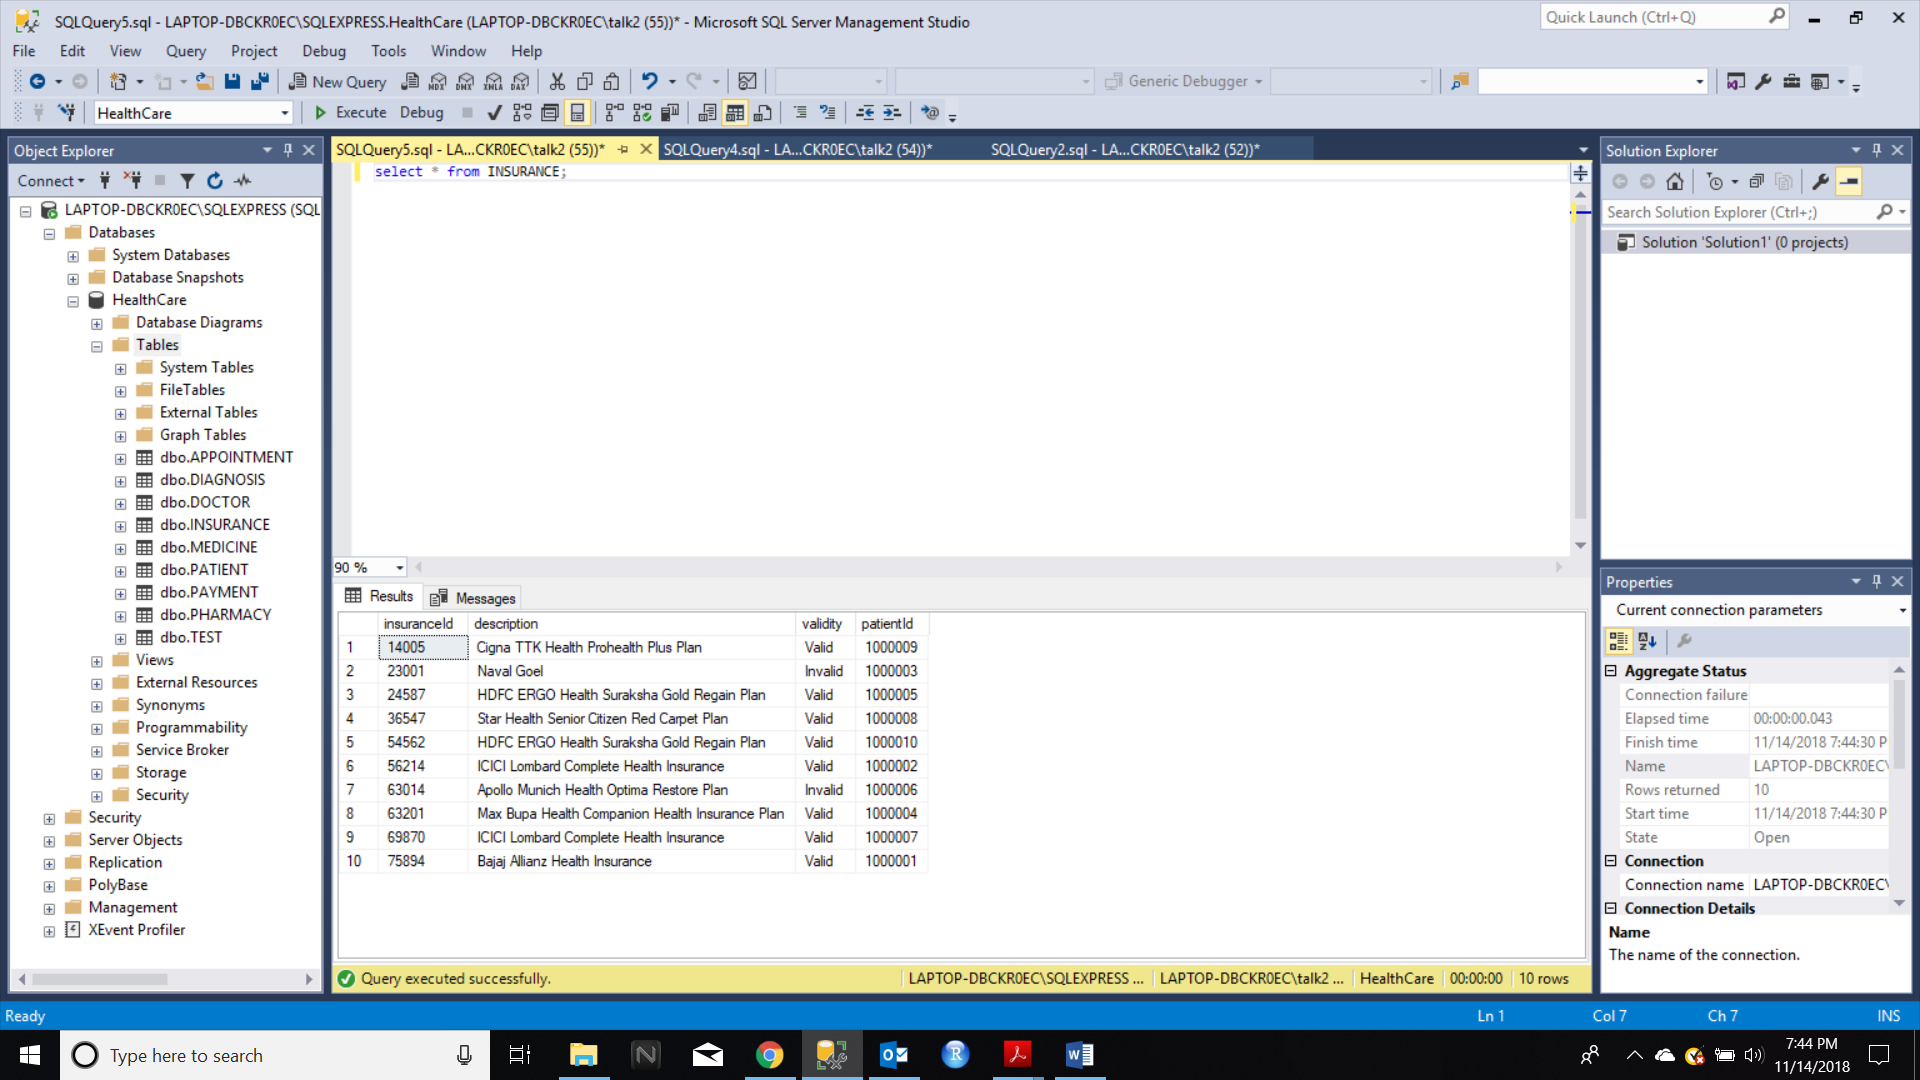 SQLQuery5.sql - LAPTOP-DBCKR0EC\SQLEXPRESS.HealthCare (LAPTOP-DBCKR0EC\talk2 (55))* - Microsoft SQL Server Management Studio
Quick Launch (Ctrl+Q)
File Edit View Query Project Debug Tools Window Help
New Query MDX DMX XMLA DAX Generic Debugger
HealthCare Execute Debug
Object Explorer
Connect
LAPTOP-DBCKR0EC\SQLEXPRESS (SQL
Databases
System Databases
Database Snapshots
HealthCare
Database Diagrams
Tables
System Tables
FileTables
External Tables
Graph Tables
dbo.APPOINTMENT
dbo.DIAGNOSIS
dbo.DOCTOR
dbo.INSURANCE
dbo.MEDICINE
dbo.PATIENT
dbo.PAYMENT
dbo.PHARMACY
dbo.TEST
Views
External Resources
Synonyms
Programmability
Service Broker
Storage
Security
Security
Server Objects
Replication
PolyBase
Management
XEvent Profiler
SQLQuery5.sql - LA...CKR0EC\talk2 (55))* SQLQuery4.sql - LA...CKR0EC\talk2 (54))* SQLQuery2.sql - LA...CKR0EC\talk2 (52))*
select * from INSURANCE;
90 %
Results Messages
insuranceId description validity patientId
1 14005 Cigna TTK Health Prohealth Plus Plan Valid 1000009
2 23001 Naval Goel Invalid 1000003
3 24587 HDFC ERGO Health Suraksha Gold Regain Plan Valid 1000005
4 36547 Star Health Senior Citizen Red Carpet Plan Valid 1000008
5 54562 HDFC ERGO Health Suraksha Gold Regain Plan Valid 1000010
6 56214 ICICI Lombard Complete Health Insurance Valid 1000002
7 63014 Apollo Munich Health Optima Restore Plan Invalid 1000006
8 63201 Max Bupa Health Companion Health Insurance Plan Valid 1000004
9 69870 ICICI Lombard Complete Health Insurance Valid 1000007
10 75894 Bajaj Allianz Health Insurance Valid 1000001
Query executed successfully. LAPTOP-DBCKR0EC\SQLEXPRESS ... LAPTOP-DBCKR0EC\talk2 ... HealthCare 00:00:00 10 rows
Solution Explorer
Search Solution Explorer (Ctrl+;)
Solution 'Solution1' (0 projects)
Properties
Current connection parameters
Aggregate Status
Connection failure
Elapsed time 00:00:00.043
Finish time 11/14/2018 7:44:30 P
Name LAPTOP-DBCKR0EC\
Rows returned 10
Start time 11/14/2018 7:44:30 P
State Open
Connection
Connection name LAPTOP-DBCKR0EC\
Connection Details
Name
The name of the connection.
Ready Ln 1 Col 7 Ch 7 INS
Type here to search
7:44 PM
11/14/2018